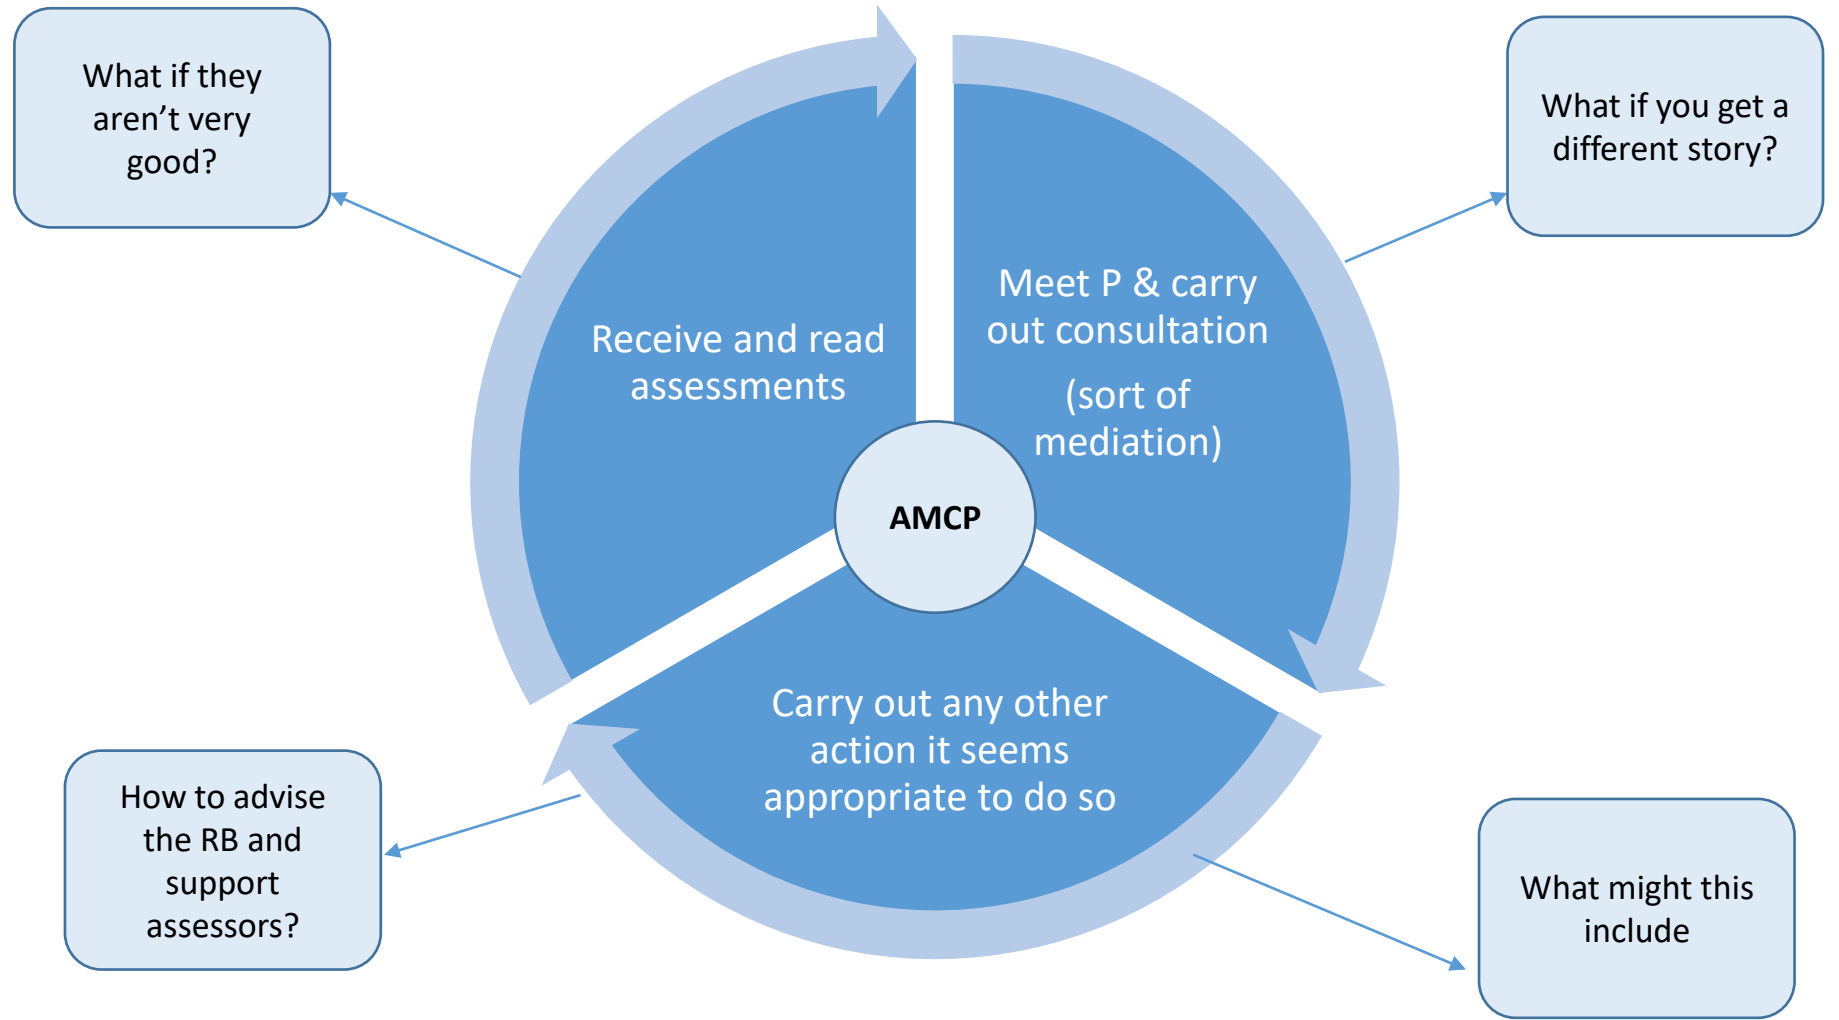 What if they
aren’t very
good?
What if you get a
different story?
Meet P & carry
out consultation
(sort of
mediation)
Receive and read
assessments
AMCP
Carry out any other
action it seems
appropriate to do so
How to advise
the RB and
support
assessors?
What might this
include